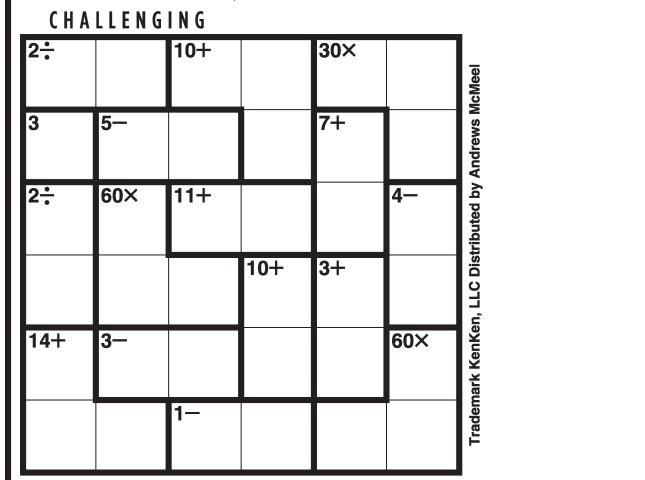 CHALLENGING
2÷ 10+ 30×
3 5− 7+
2÷ 60× 11+ 4−
10+ 3+
14+ 3− 60×
1−
Trademark KenKen, LLC Distributed by Andrews McMeel